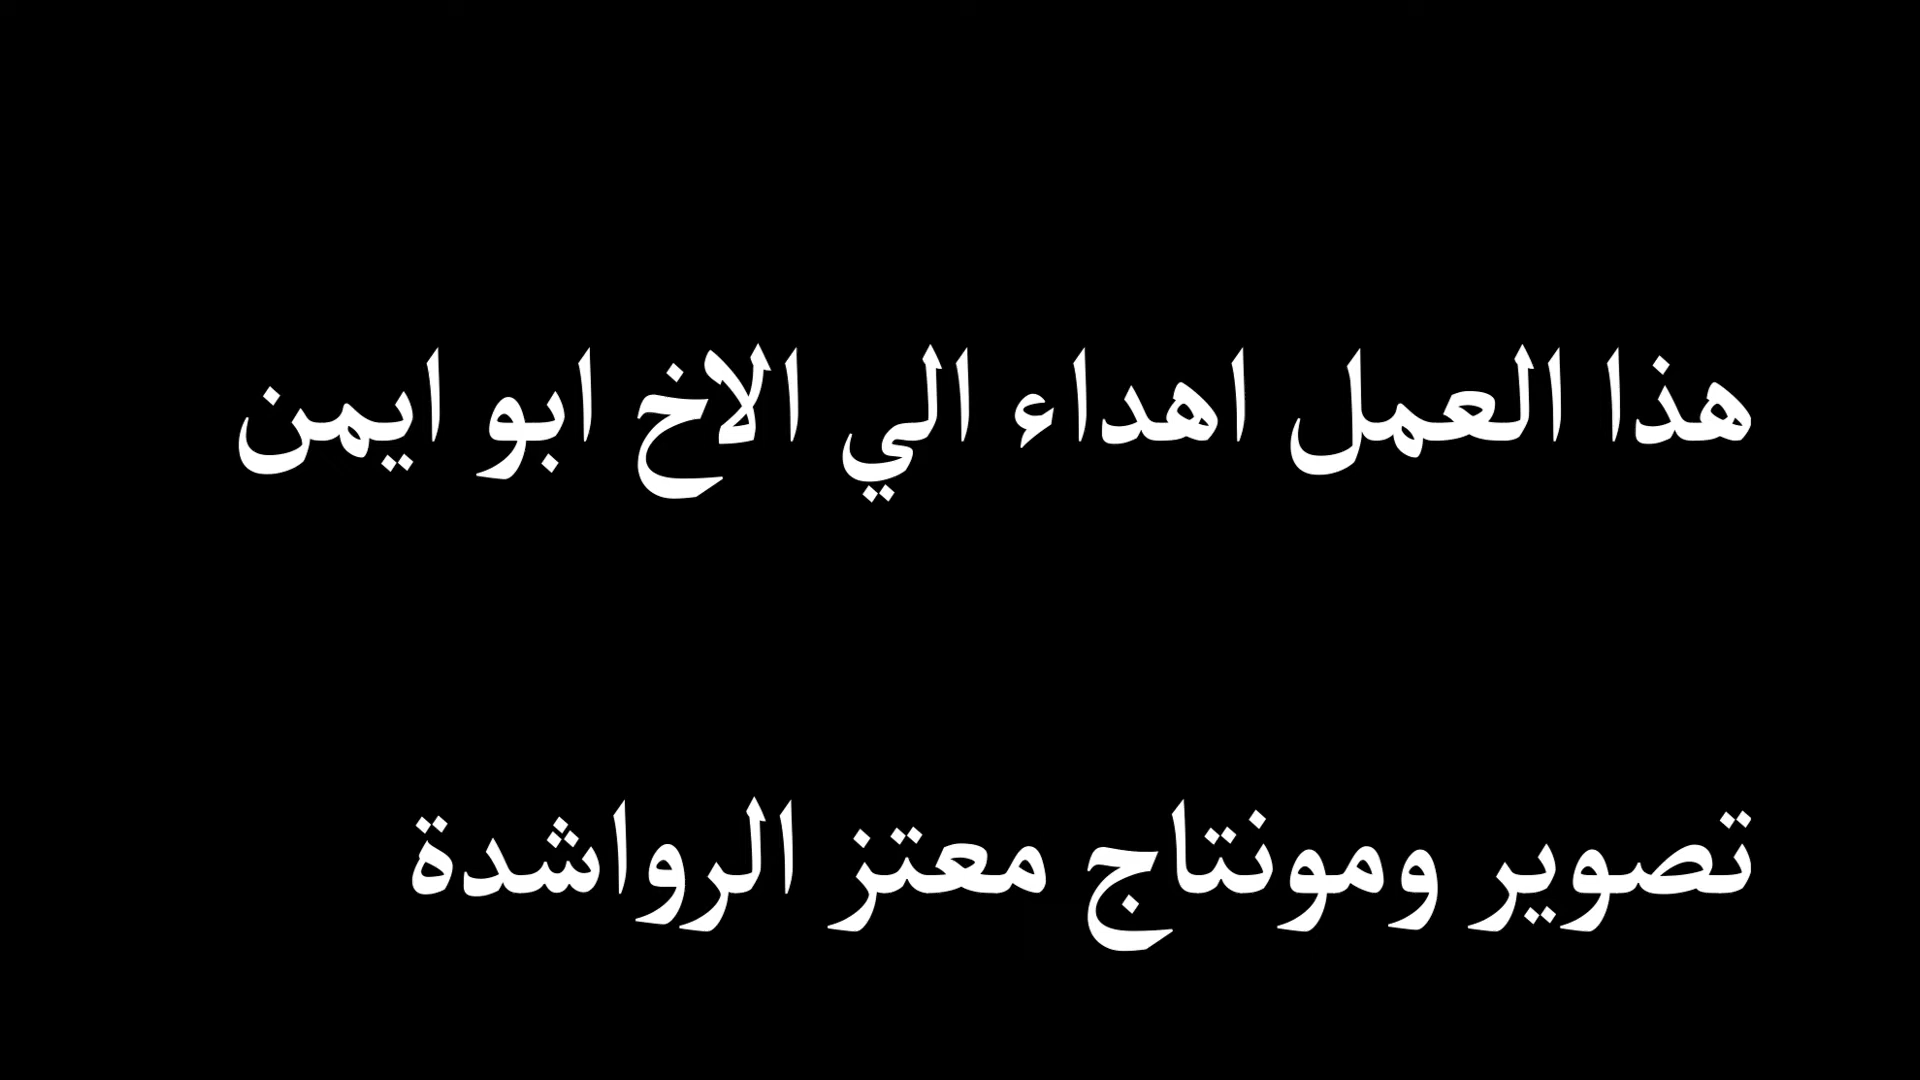 هذا العمل اهداء الي الاخ ابو ايمن
تصوير ومونتاج معتز الرواشدة